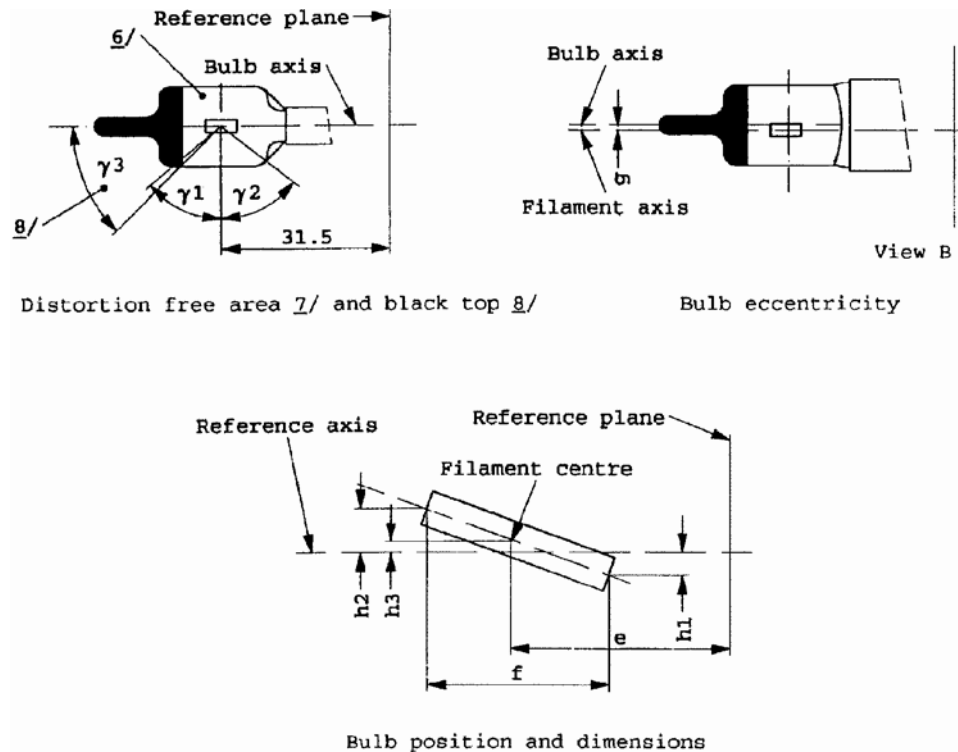 Reference plane
6/
Bulb axis
γ3
γ1
γ2
8/
31.5
Distortion free area 7/ and black top 8/
Bulb axis
g
Filament axis
View B
Bulb eccentricity
Reference plane
Reference axis
Filament centre
h2
h3
h1
e
f
Bulb position and dimensions